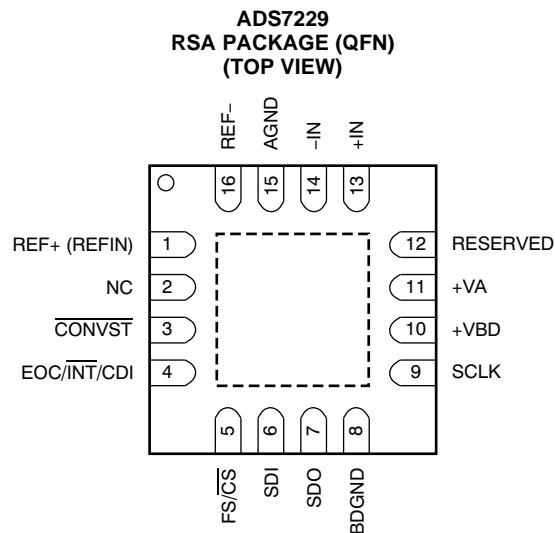 ADS7229
RSA PACKAGE (QFN)
(TOP VIEW)
REF−
AGND
−IN
+IN
16
15
14
13
REF+ (REFIN)
1
12
RESERVED
NC
2
11
+VA
CONVST
3
10
+VBD
EOC/INT/CDI
4
9
SCLK
5
6
7
8
FS/CS
SDI
SDO
BDGND